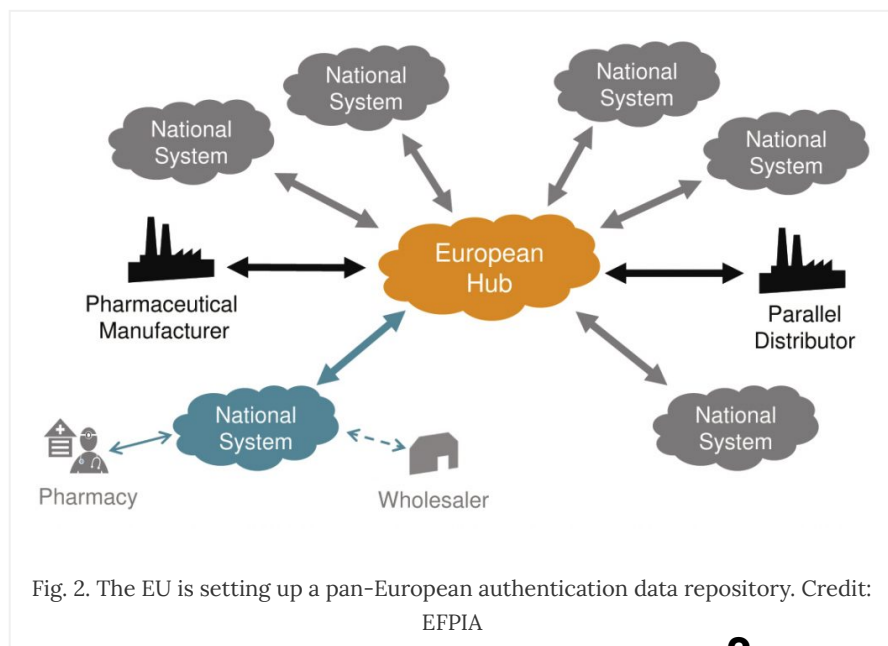 National
System
National
System
National
System
National
System
European
Hub
Pharmaceutical
Manufacturer
Parallel
Distributor
National
System
National
System
Pharmacy
Wholesaler
Fig. 2. The EU is setting up a pan-European authentication data repository. Credit:
EFPIA